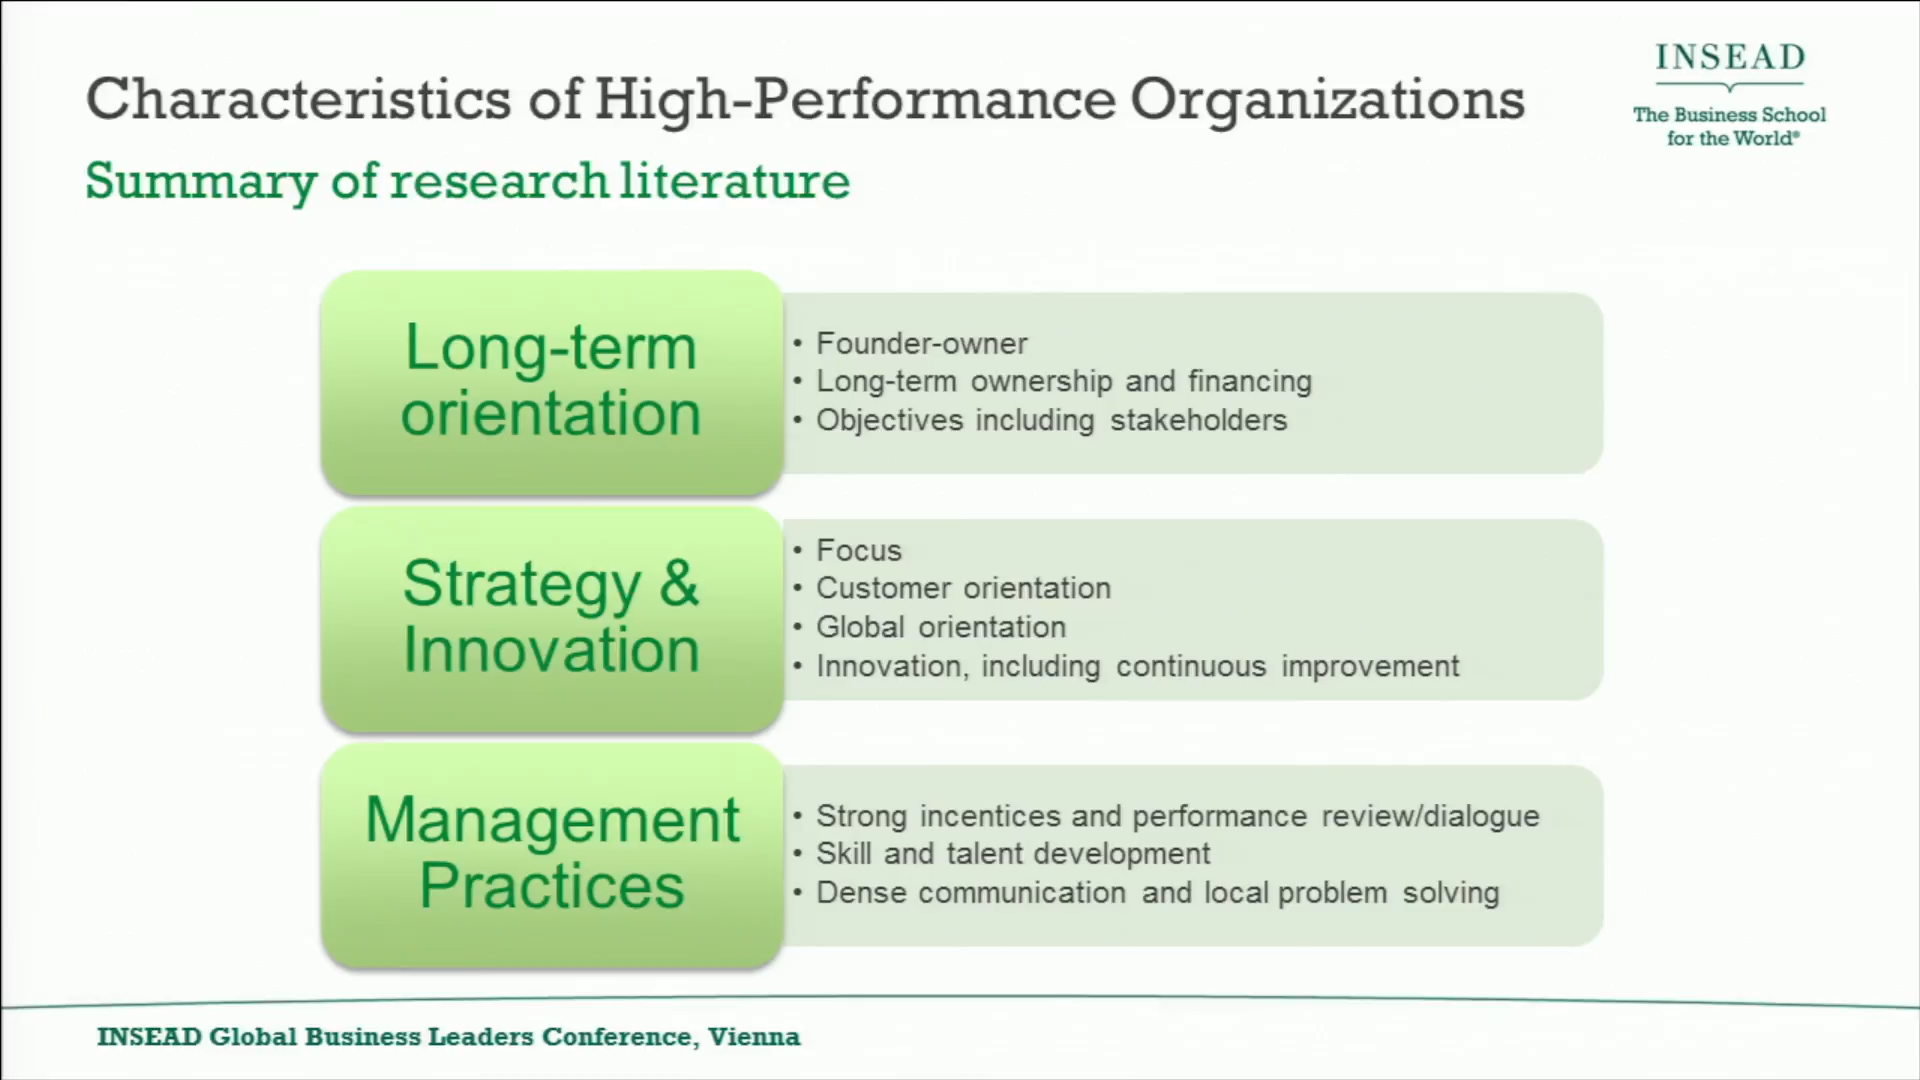 Characteristics of High-Performance Organizations
Summary of research literature
INSEAD
The Business School
for the World®
Long-term
orientation
• Founder-owner
• Long-term ownership and financing
• Objectives including stakeholders
Strategy &
Innovation
• Focus
• Customer orientation
• Global orientation
• Innovation, including continuous improvement
Management
Practices
• Strong incentices and performance review/dialogue
• Skill and talent development
• Dense communication and local problem solving
INSEAD Global Business Leaders Conference, Vienna